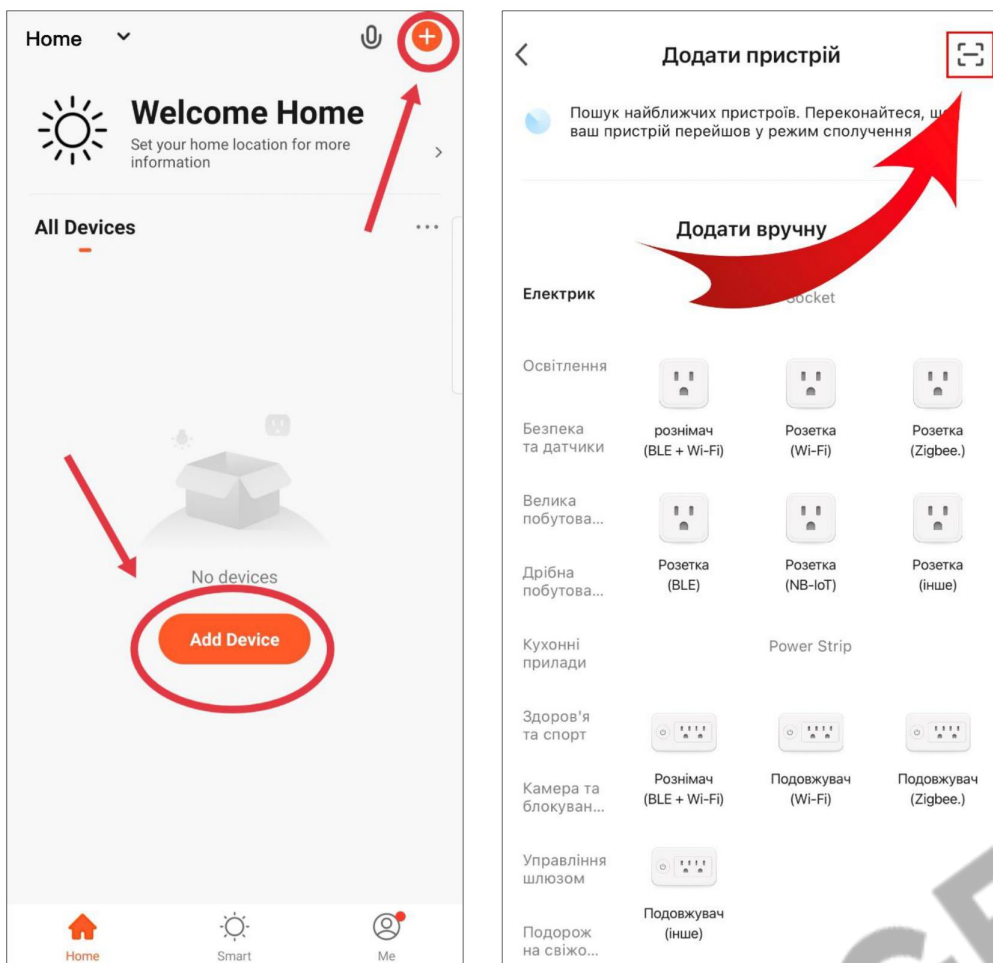 Home
Welcome Home
Set your home location for more
information
All Devices
No devices
Add Device
Home
Smart
Me
Додати пристрій
Пошук найближчих пристроїв. Переконайтеся,
ваш пристрій перейшов у режим сполучення
Додати вручну
Електрик
Socket
Освітлення
Безпека
та датчики
рознімач
(BLE + Wi-Fi)
Розетка
(Wi-Fi)
Розетка
(Zigbee.)
Велика
побутова...
Дрібна
побутова...
Розетка
(BLE)
Розетка
(NB-IoT)
Розетка
(інше)
Кухонні
прилади
Power Strip
Здоров'я
та спорт
Камера та
блокуван...
Рознімач
(BLE + Wi-Fi)
Подовжувач
(Wi-Fi)
Подовжувач
(Zigbee.)
Управління
шлюзом
Подовжувач
(інше)
Подорож
на свіжо...